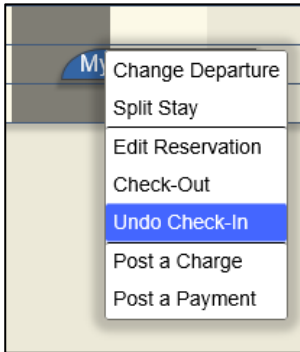 My
Change Departure
Split Stay
Edit Reservation
Check-Out
Undo Check-In
Post a Charge
Post a Payment